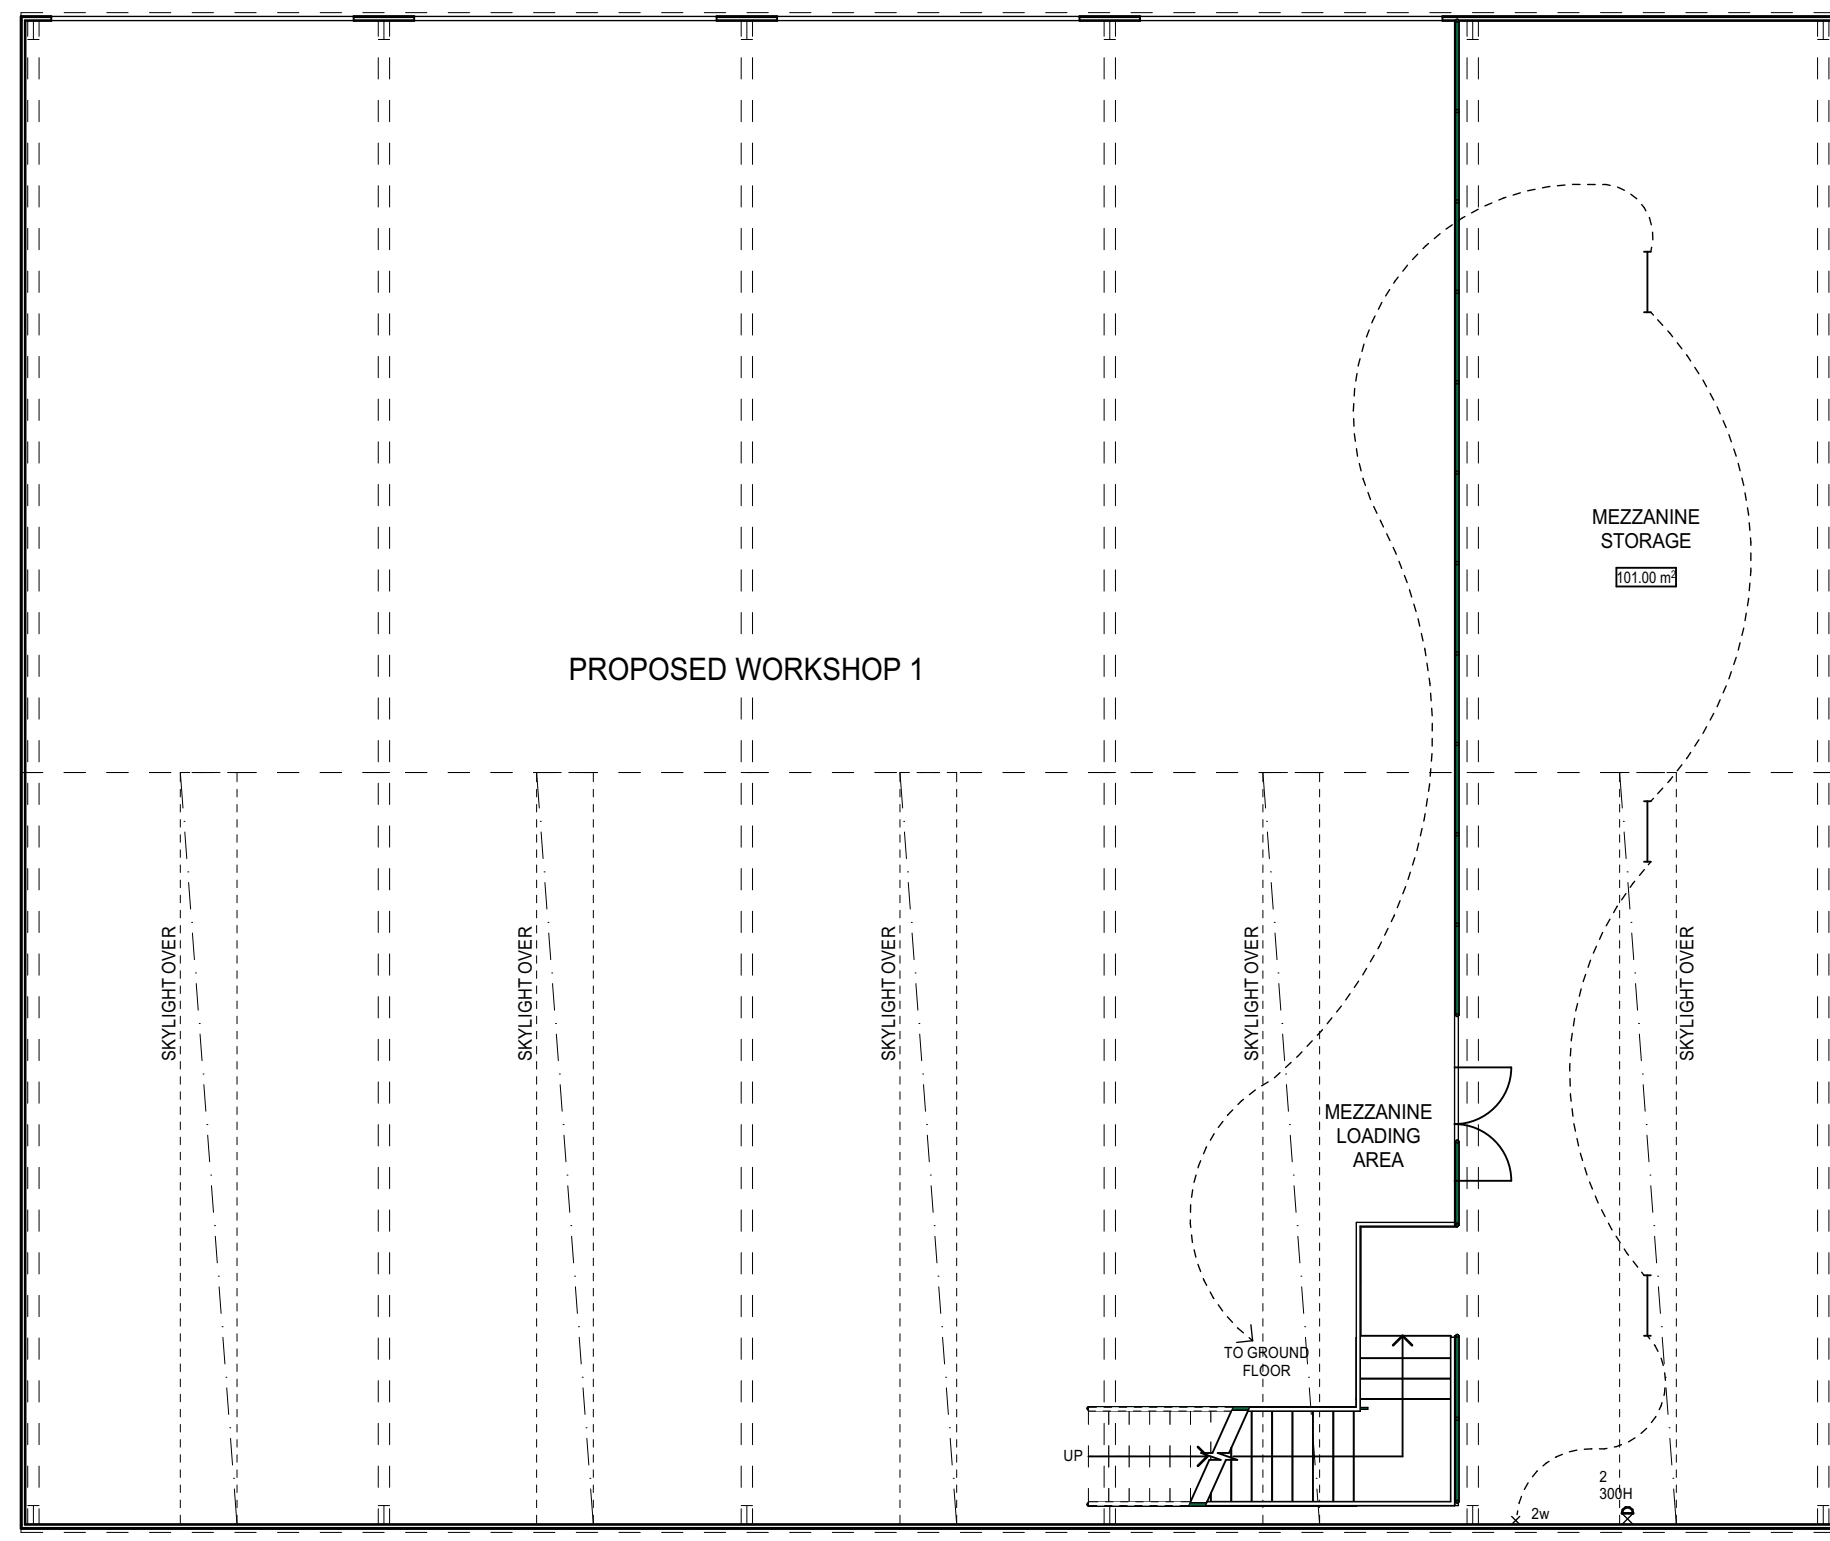 MEZZANINE
STORAGE
101.00 m²
PROPOSED WORKSHOP 1
SKYLIGHT OVER
SKYLIGHT OVER
SKYLIGHT OVER
SKYLIGHT OVER
SKYLIGHT OVER
MEZZANINE
LOADING
AREA
TO GROUND
FLOOR
UP
2
300H
2w